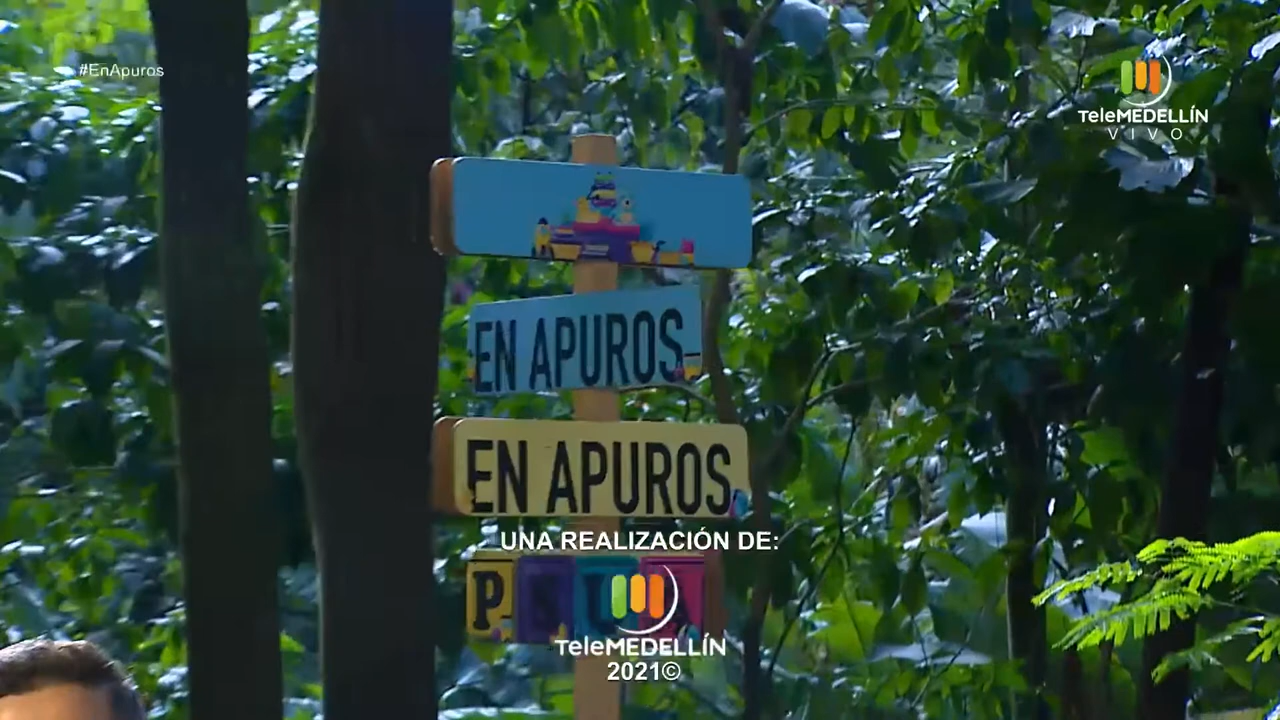 #EnApuros
TeleMEDELLÍN
VIVO
EN APUROS
EN APUROS
UNA REALIZACIÓN DE:
TeleMEDELLÍN
2021©